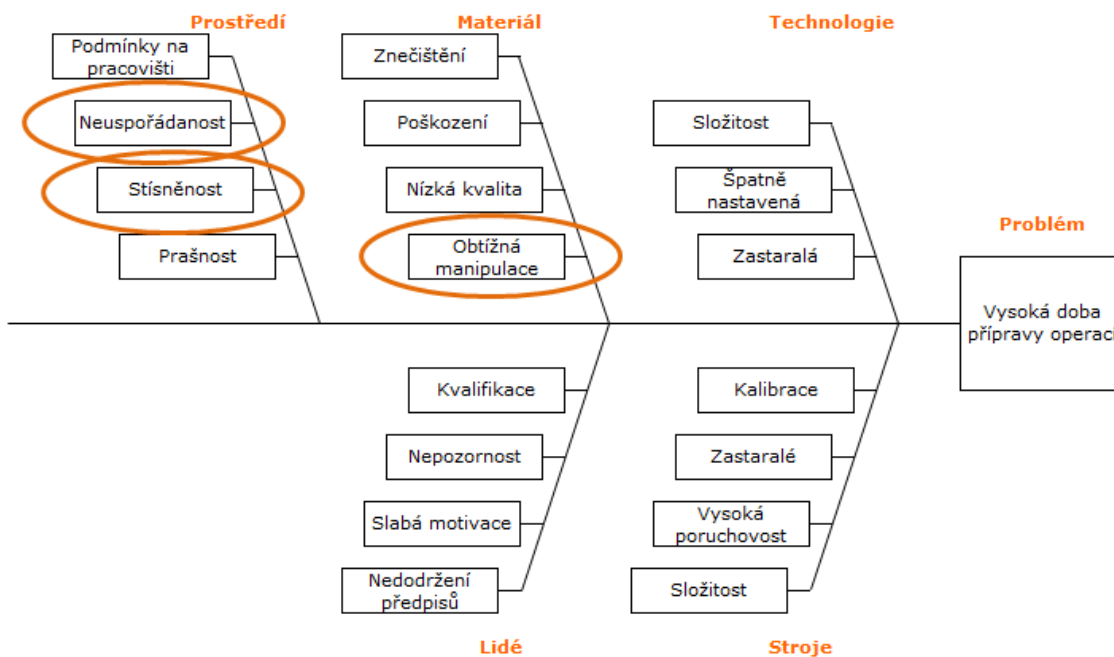 Prostředí
Materiál
Technologie
Podmínky na
pracovišti
Neuspořádanost
Stísněnost
Prašnost
Znečištění
Poškození
Nízká kvalita
Obtížná
manipulace
Složitost
Špatně
nastavená
Zastaralá
Problém
Vysoká doba
přípravy operací
Kvalifikace
Nepozornost
Slabá motivace
Nedodržení
předpisů
Kalibrace
Zastaralé
Vysoká
poruchovost
Složitost
Lidé
Stroje